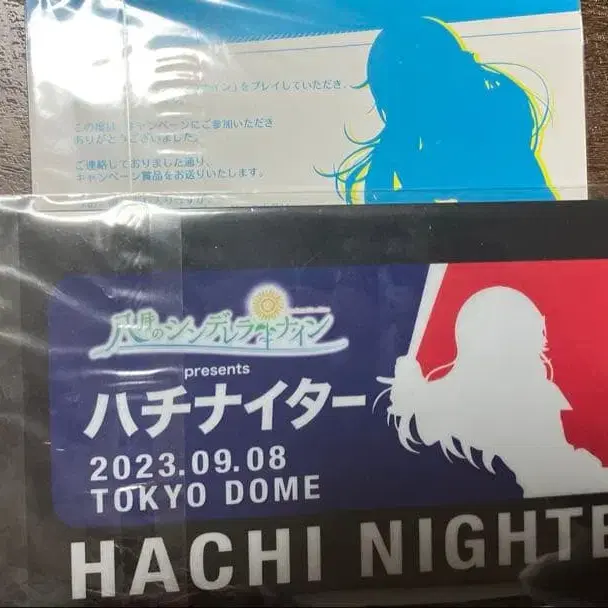 ナイン」をプレイしていただき、
この度は キャンペーンにご参加いただき
ありがとうございました。
ご連絡しておりました通り、
キャンペーン賞品をお送りいたします。
八月のシンデレラナイン
presents
ハチナイター
2023.09.08
TOKYO DOME
HACHI NIGHTE